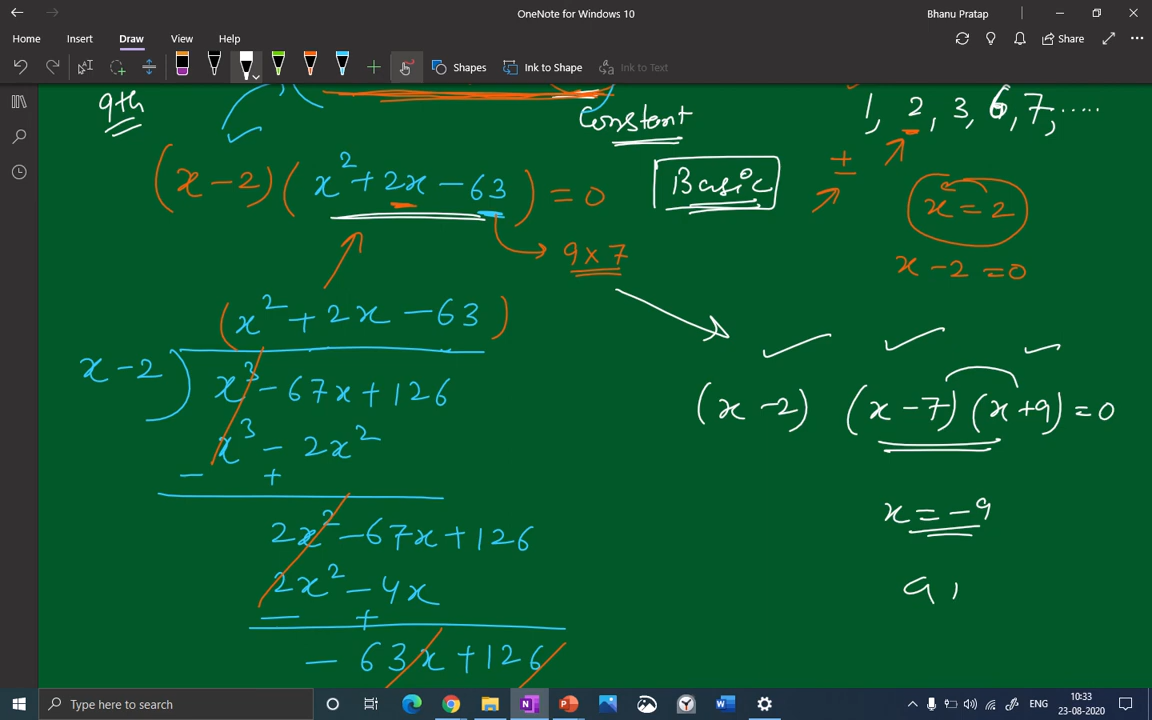 OneNote for Windows 10
Bhanu Pratap
Home Insert Draw View Help
Share
Shapes Ink to Shape Ink to Text
9th
Constant
1, 2, 3, 6, 7, ......
±
(x-2)(x²+2x-63)=0
Basic
x=2
9×7
x-2=0
(x²+2x-63)
x-2)x³-67x+126
x³-2x²
- +
(x-2) (x-7)(x+9)=0
2x²-67x+126
x=-9
2x²-4x
- +
9,
-63x+126
Type here to search
ENG
10:33
23-08-2020